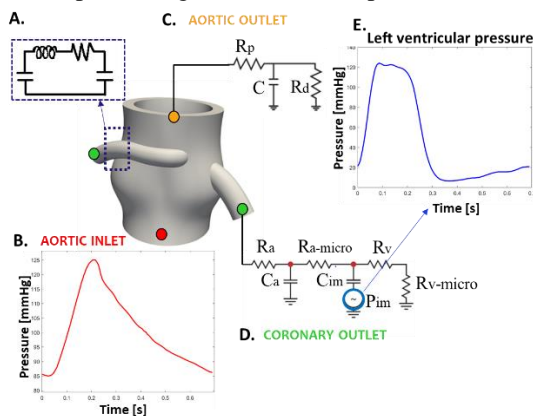 A.
C. AORTIC OUTLET
E.
Left ventricular pressure
Rp
C
Rd
Pressure [mmHg]
140
120
100
80
60
40
20
0
0 0.1 0.2 0.3 0.4 0.5 0.6
Time [s]
B. AORTIC INLET
Pressure [mmHg]
125
120
115
110
105
100
95
90
85
80
0 0.1 0.2 0.3 0.4 0.5 0.6
Time [s]
Ra
Ra-micro
Rv
Ca
Cim
Rv-micro
~
Pim
D. CORONARY OUTLET